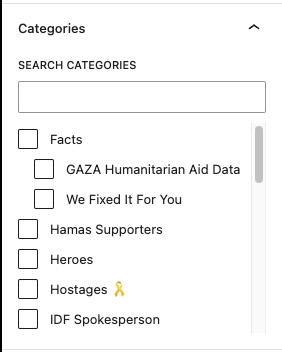 Categories
SEARCH CATEGORIES
Facts
GAZA Humanitarian Aid Data
We Fixed It For You
Hamas Supporters
Heroes
Hostages 🎗️
IDF Spokesperson